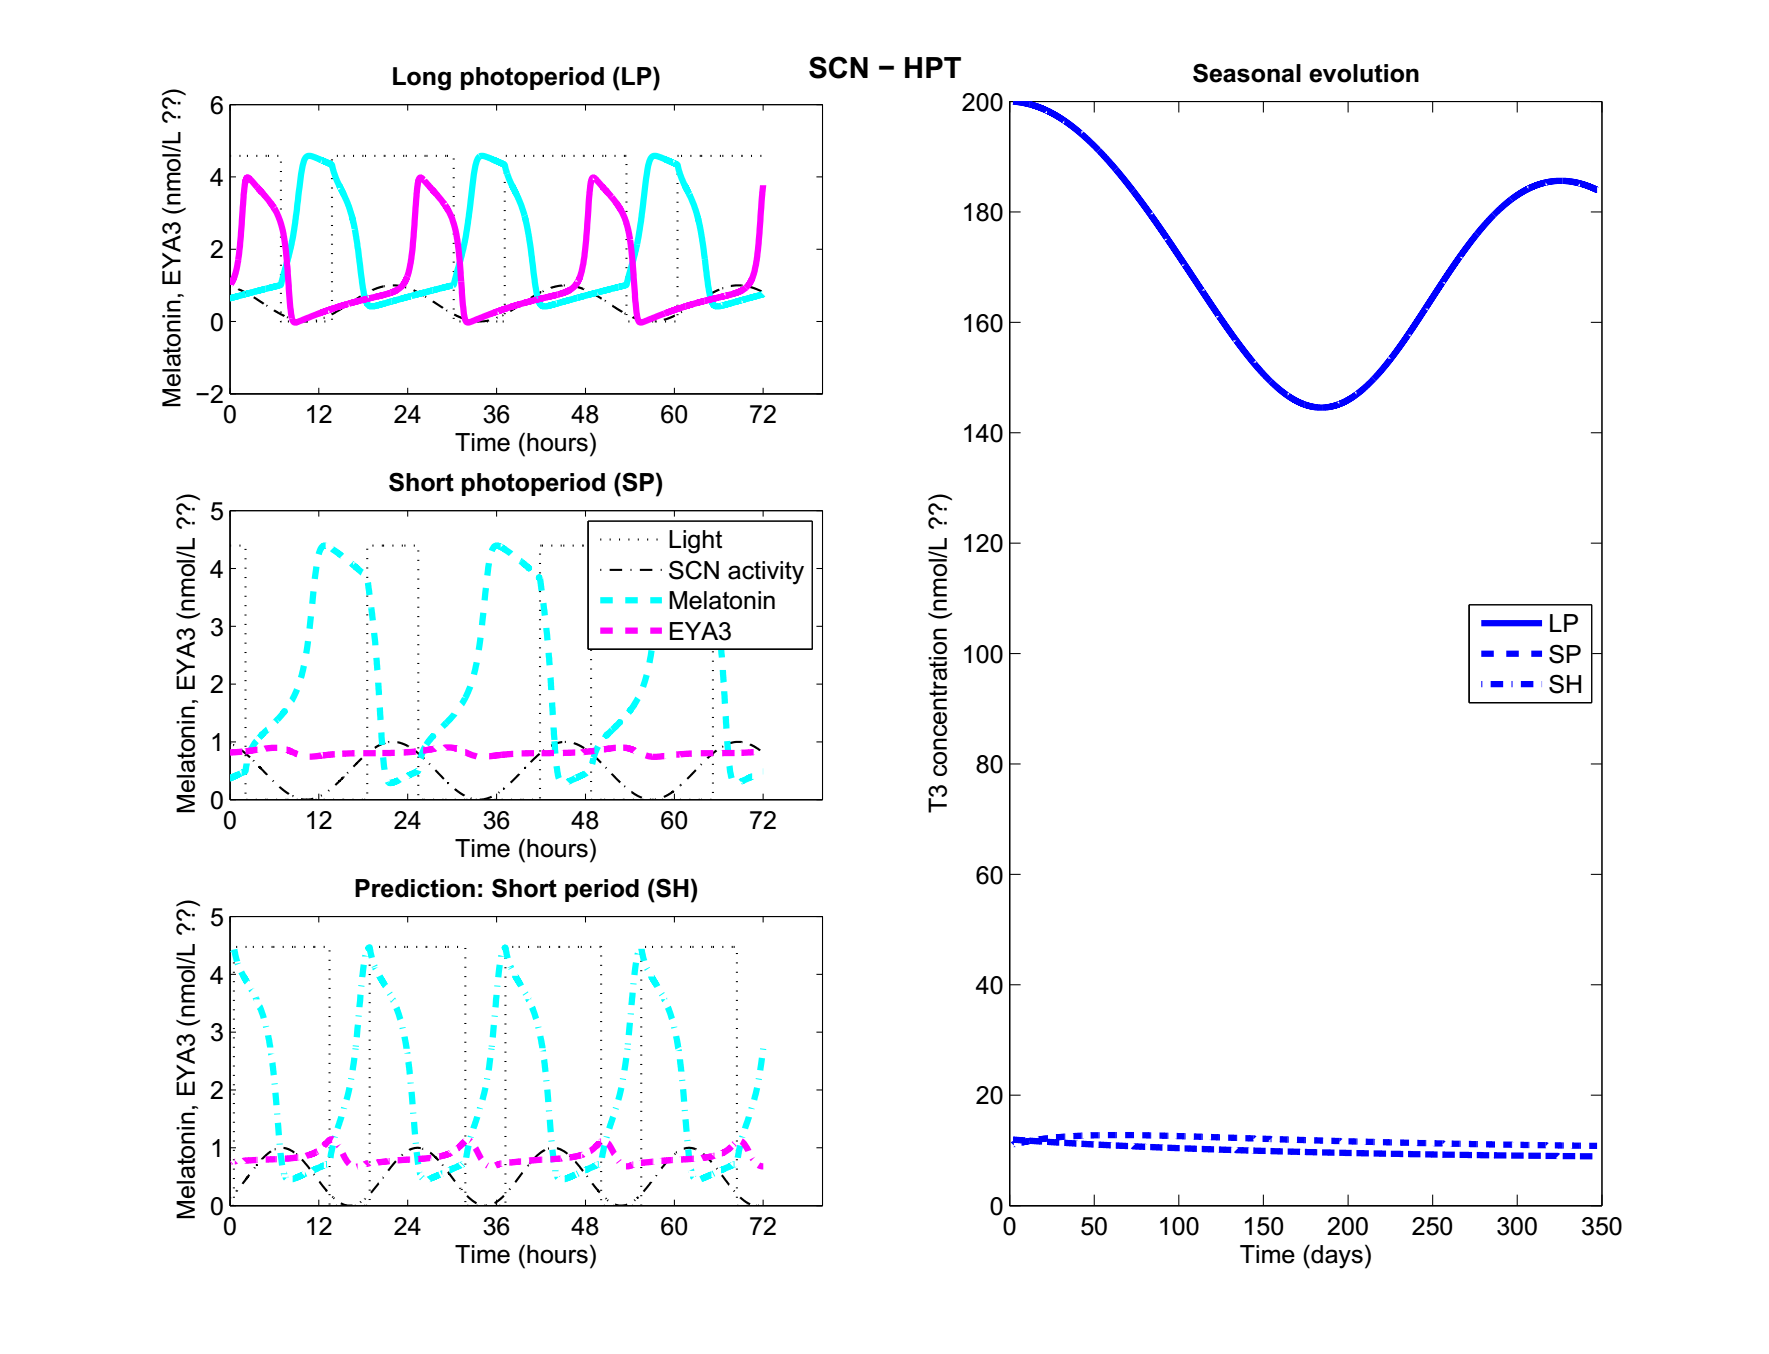 SCN − HPT
Long photoperiod (LP)
Melatonin, EYA3 (nmol/L ??)
6
4
2
0
−2
0 12 24 36 48 60 72
Time (hours)
Short photoperiod (SP)
Melatonin, EYA3 (nmol/L ??)
5
4
3
2
1
0
Light
SCN activity
Melatonin
EYA3
0 12 24 36 48 60 72
Time (hours)
Prediction: Short period (SH)
Melatonin, EYA3 (nmol/L ??)
5
4
3
2
1
0
0 12 24 36 48 60 72
Time (hours)
Seasonal evolution
T3 concentration (nmol/L ??)
200
180
160
140
120
100
80
60
40
20
0
LP
SP
SH
0 50 100 150 200 250 300 350
Time (days)